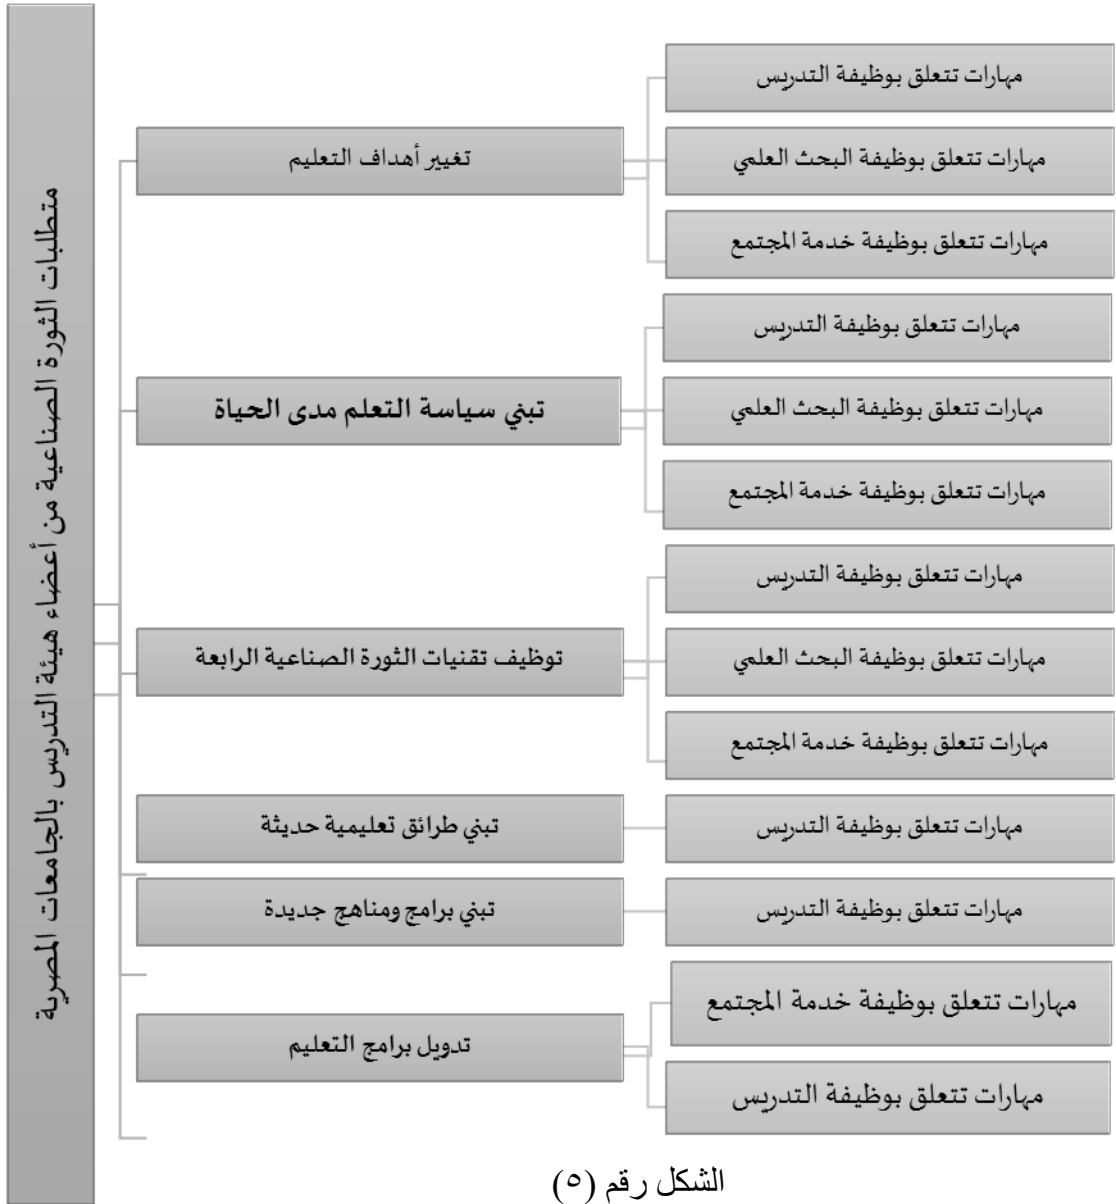 متطلبات الثورة الصناعية من أعضاء هيئة التدريس بالجامعات المصرية
تغيير أهداف التعليم
مهارات تتعلق بوظيفة التدريس
مهارات تتعلق بوظيفة البحث العلمي
مهارات تتعلق بوظيفة خدمة المجتمع
تبني سياسة التعلم مدى الحياة
مهارات تتعلق بوظيفة التدريس
مهارات تتعلق بوظيفة البحث العلمي
مهارات تتعلق بوظيفة خدمة المجتمع
توظيف تقنيات الثورة الصناعية الرابعة
مهارات تتعلق بوظيفة التدريس
مهارات تتعلق بوظيفة البحث العلمي
مهارات تتعلق بوظيفة خدمة المجتمع
تبني طرائق تعليمية حديثة
مهارات تتعلق بوظيفة التدريس
تبني برامج ومناهج جديدة
مهارات تتعلق بوظيفة التدريس
تدويل برامج التعليم
مهارات تتعلق بوظيفة خدمة المجتمع
مهارات تتعلق بوظيفة التدريس
الشكل رقم (٥)